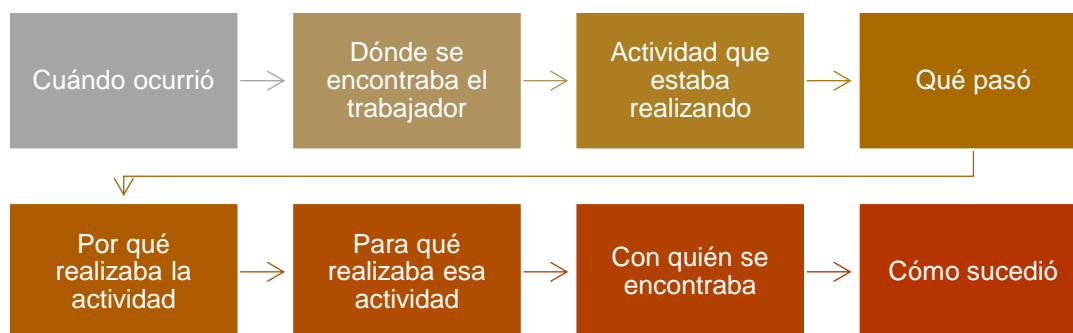 Cuándo ocurrió
Dónde se
encontraba el
trabajador
Actividad que
estaba
realizando
Qué pasó
Por qué
realizaba la
actividad
Para qué
realizaba esa
actividad
Con quién se
encontraba
Cómo sucedió